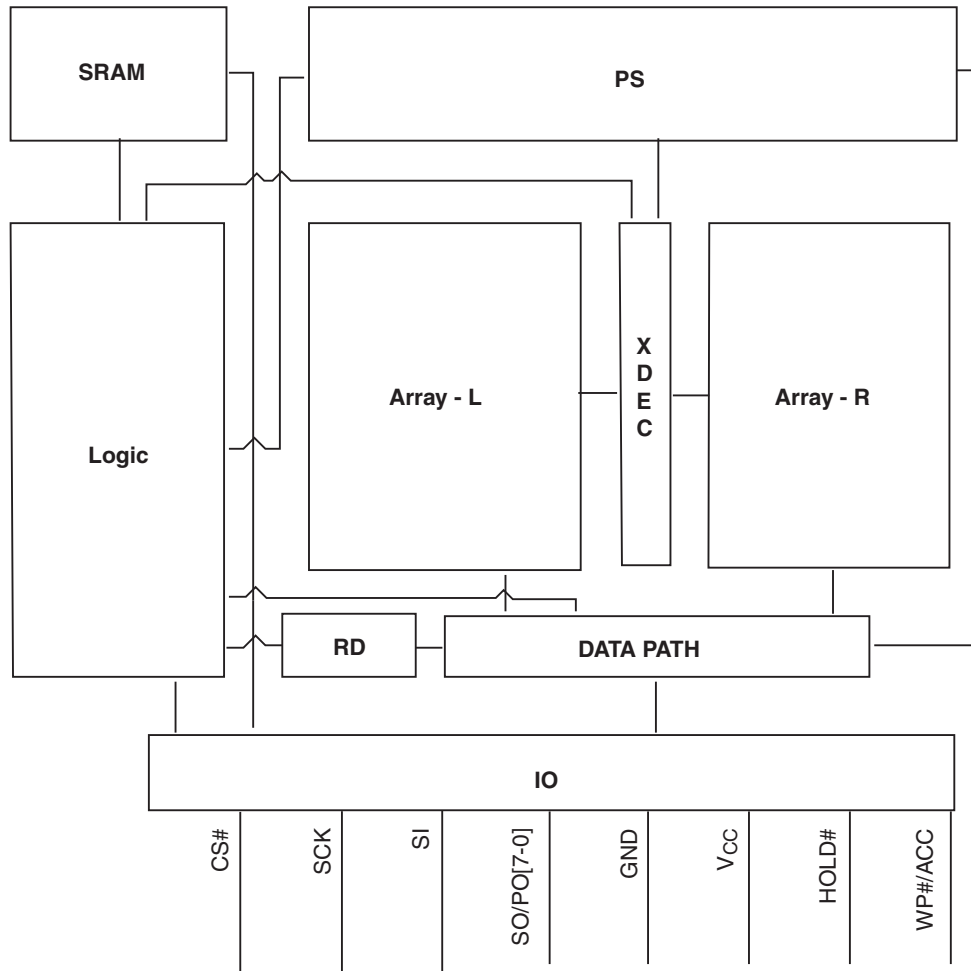 SRAM
PS
Logic
Array - L
X
D
E
C
Array - R
RD
DATA PATH
IO
CS#
SCK
SI
SO/PO[7-0]
GND
VCC
HOLD#
WP#/ACC